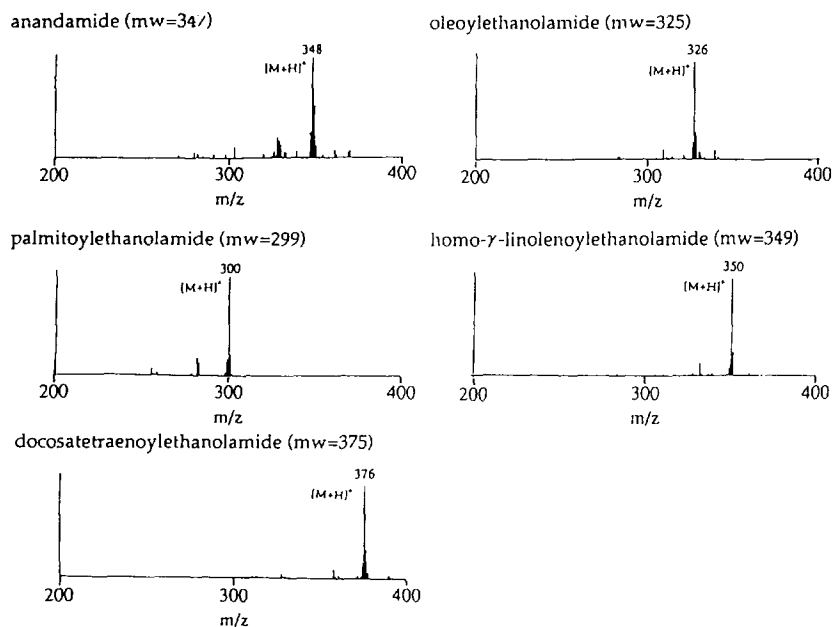 anandamide (mw=347)
348
[M+H]⁺
200 300 400
m/z
oleoylethanolamide (mw=325)
326
[M+H]⁺
200 300 400
m/z
palmitoylethanolamide (mw=299)
300
[M+H]⁺
200 300 400
m/z
homo-γ-linolenoylethanolamide (mw=349)
350
[M+H]⁺
200 300 400
m/z
docosatetraenoylethanolamide (mw=375)
376
[M+H]⁺
200 300 400
m/z